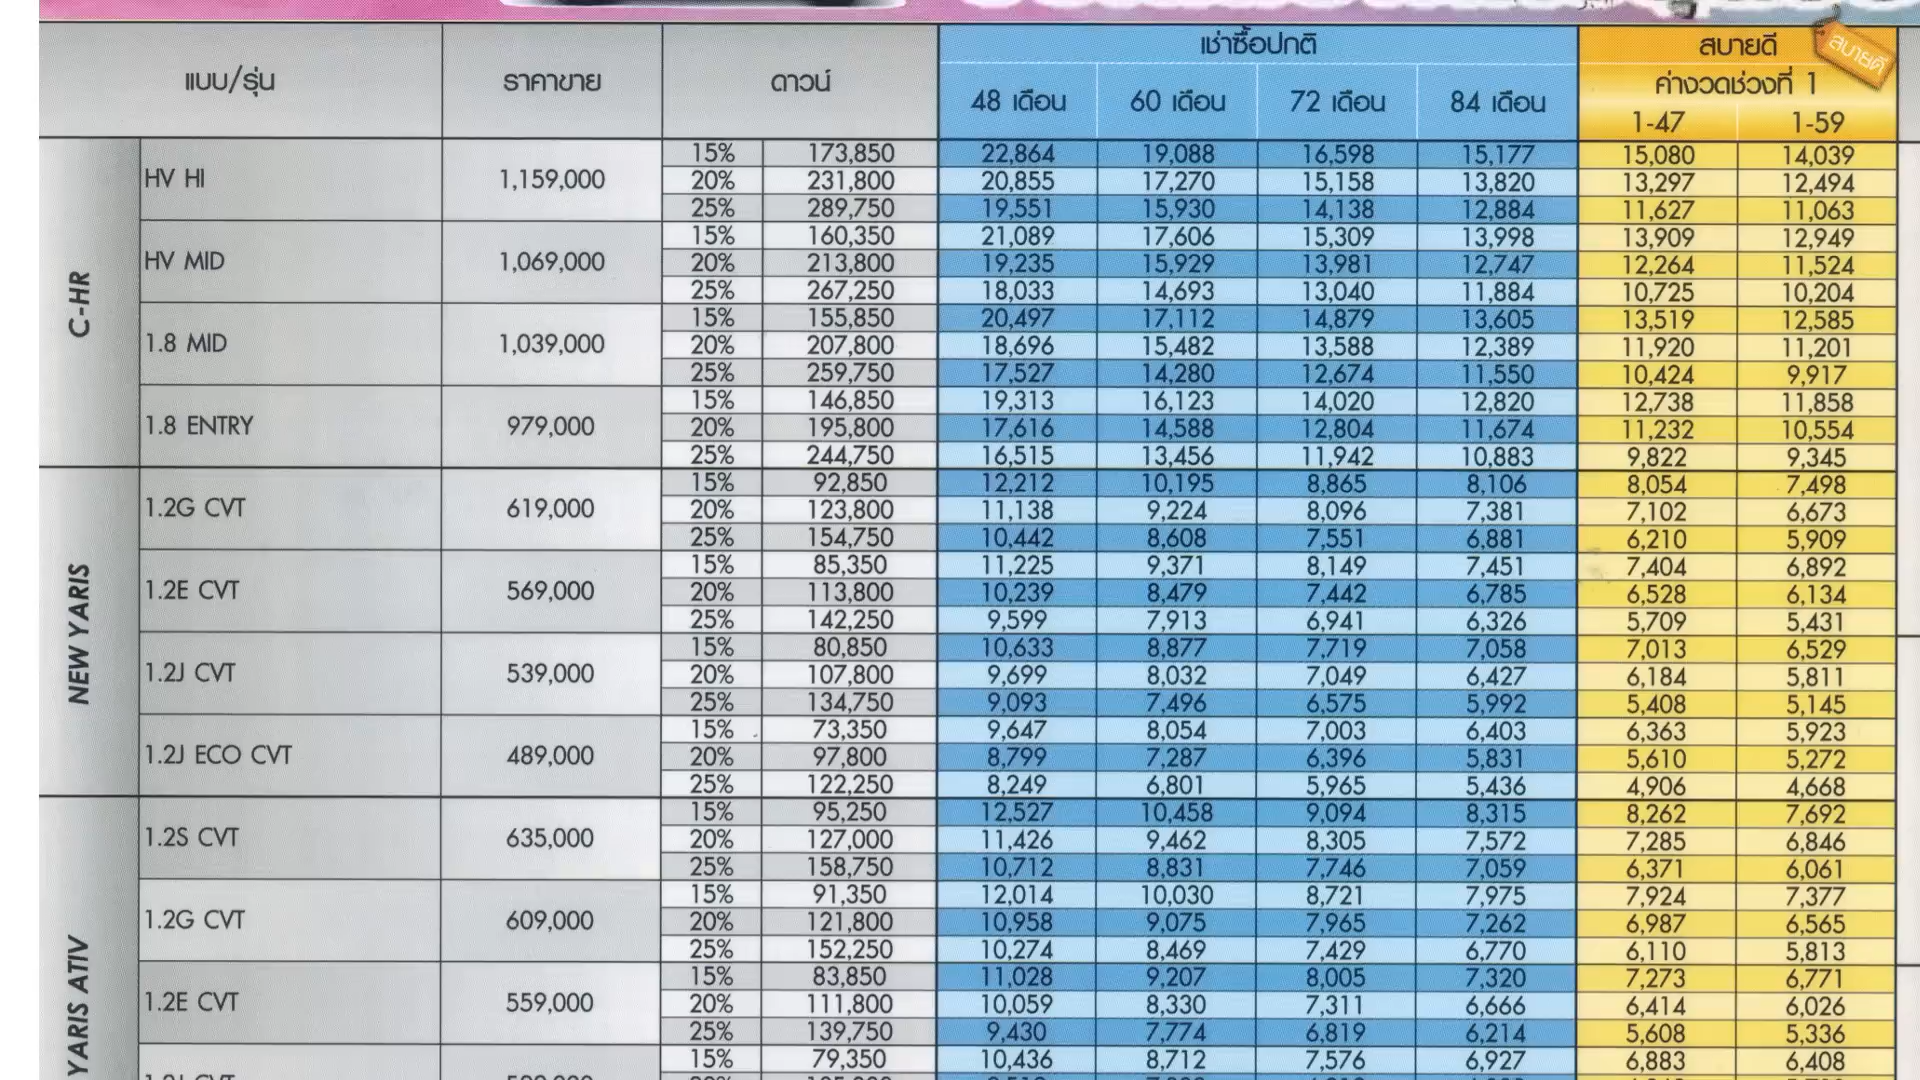 แบบ/รุ่น ราคาขาย ดาวน์ เช่าซื้อปกติ สบายดี สบายดี
48 เดือน 60 เดือน 72 เดือน 84 เดือน ค่างวดช่วงที่ 1
1-47 1-59
C-HR
HV HI 1,159,000 15% 173,850 22,864 19,088 16,598 15,177 15,080 14,039
20% 231,800 20,855 17,270 15,158 13,820 13,297 12,494
25% 289,750 19,551 15,930 14,138 12,884 11,627 11,063
HV MID 1,069,000 15% 160,350 21,089 17,606 15,309 13,998 13,909 12,949
20% 213,800 19,235 15,929 13,981 12,747 12,264 11,524
25% 267,250 18,033 14,693 13,040 11,884 10,725 10,204
1.8 MID 1,039,000 15% 155,850 20,497 17,112 14,879 13,605 13,519 12,585
20% 207,800 18,696 15,482 13,588 12,389 11,920 11,201
25% 259,750 17,527 14,280 12,674 11,550 10,424 9,917
1.8 ENTRY 979,000 15% 146,850 19,313 16,123 14,020 12,820 12,738 11,858
20% 195,800 17,616 14,588 12,804 11,674 11,232 10,554
25% 244,750 16,515 13,456 11,942 10,883 9,822 9,345
NEW YARIS
1.2G CVT 619,000 15% 92,850 12,212 10,195 8,865 8,106 8,054 7,498
20% 123,800 11,138 9,224 8,096 7,381 7,102 6,673
25% 154,750 10,442 8,608 7,551 6,881 6,210 5,909
1.2E CVT 569,000 15% 85,350 11,225 9,371 8,149 7,451 7,404 6,892
20% 113,800 10,239 8,479 7,442 6,785 6,528 6,134
25% 142,250 9,599 7,913 6,941 6,326 5,709 5,431
1.2J CVT 539,000 15% 80,850 10,633 8,877 7,719 7,058 7,013 6,529
20% 107,800 9,699 8,032 7,049 6,427 6,184 5,811
25% 134,750 9,093 7,496 6,575 5,992 5,408 5,145
1.2J ECO CVT 489,000 15% 73,350 9,647 8,054 7,003 6,403 6,363 5,923
20% 97,800 8,799 7,287 6,396 5,831 5,610 5,272
25% 122,250 8,249 6,801 5,965 5,436 4,906 4,668
YARIS ATIV
1.2S CVT 635,000 15% 95,250 12,527 10,458 9,094 8,315 8,262 7,692
20% 127,000 11,426 9,462 8,305 7,572 7,285 6,846
25% 158,750 10,712 8,831 7,746 7,059 6,371 6,061
1.2G CVT 609,000 15% 91,350 12,014 10,030 8,721 7,975 7,924 7,377
20% 121,800 10,958 9,075 7,965 7,262 6,987 6,565
25% 152,250 10,274 8,469 7,429 6,770 6,110 5,813
1.2E CVT 559,000 15% 83,850 11,028 9,207 8,005 7,320 7,273 6,771
20% 111,800 10,059 8,330 7,311 6,666 6,414 6,026
25% 139,750 9,430 7,774 6,819 6,214 5,608 5,336
15% 79,350 10,436 8,712 7,576 6,927 6,883 6,408